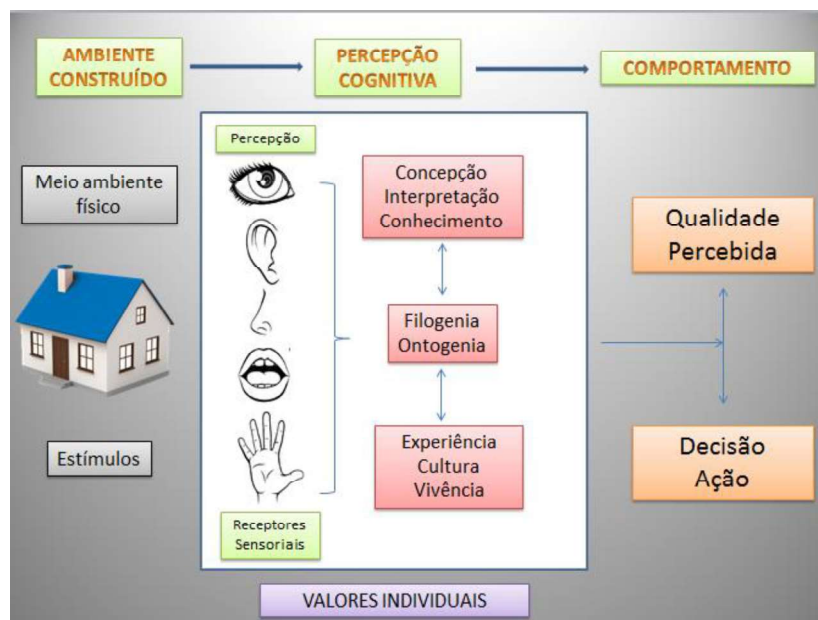 AMBIENTE
CONSTRUÍDO
PERCEPÇÃO
COGNITIVA
COMPORTAMENTO
Meio ambiente
físico
Estímulos
Percepção
Receptores
Sensoriais
Concepção
Interpretação
Conhecimento
Filogenia
Ontogenia
Experiência
Cultura
Vivência
Qualidade
Percebida
Decisão
Ação
VALORES INDIVIDUAIS